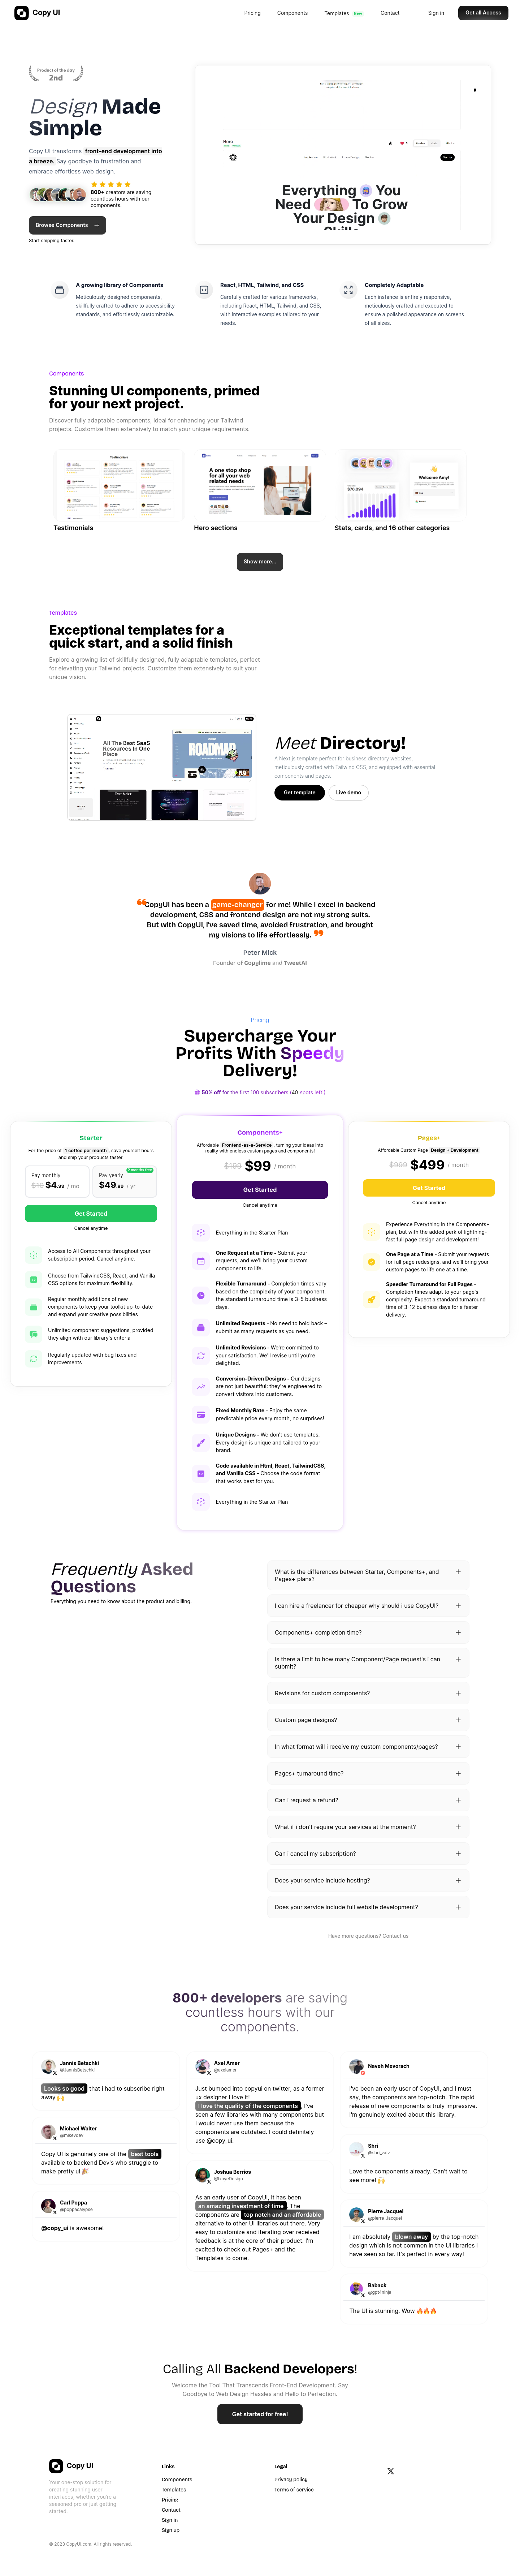 Copy UI
Pricing
Components
Templates New
Contact
Sign in
Get all Access
Product of the day
2nd
Design Made
Simple
Copy UI transforms front-end development into
a breeze. Say goodbye to frustration and
embrace effortless web design.
800+ creators are saving
countless hours with our
components.
Browse Components
Start shipping faster.
Everything You
Need To Grow
Your Design
Skills
A growing library of Components
Meticulously designed components,
skillfully crafted to adhere to accessibility
standards, and effortlessly customizable.
React, HTML, Tailwind, and CSS
Carefully crafted for various frameworks,
including React, HTML, Tailwind, and CSS,
with interactive examples tailored to your
needs.
Completely Adaptable
Each instance is entirely responsive,
meticulously crafted and executed to
ensure a polished appearance on screens
of all sizes.
Components
Stunning UI components, primed
for your next project.
Discover fully adaptable components, ideal for enhancing your Tailwind
projects. Customize them extensively to match your unique requirements.
Testimonials
A one stop shop
for all your web
related needs
$76,094
Welcome Amy!
Testimonials
Hero sections
Stats, cards, and 16 other categories
Show more...
Templates
Exceptional templates for a
quick start, and a solid finish
Explore a growing list of skillfully designed, fully adaptable templates, perfect
for elevating your Tailwind projects. Customize them extensively to suit your
unique vision.
All The Best SaaS
Resources In One
Place
ROADMAP
Meet Directory!
A Next.js template perfect for business directory websites,
meticulously crafted with Tailwind CSS, and equipped with essential
components and pages.
Get template
Live demo
CopyUI has been a game-changer for me! While I excel in backend
development, CSS and frontend design are not my strong suits.
But with CopyUI, I've saved time, avoided frustration, and brought
my visions to life effortlessly.
Peter Mick
Founder of Copylime and TweetAI
Pricing
Supercharge Your
Profits With Speedy
Delivery!
50% off for the first 100 subscribers (40 spots left!)
Starter
For the price of 1 coffee per month, save yourself hours
and ship your products faster.
Pay monthly
$10 $4.99 / mo
2 months free
Pay yearly
$49.89 / yr
Get Started
Cancel anytime
Access to All Components throughout your
subscription period. Cancel anytime.
Choose from TailwindCSS, React, and Vanilla
CSS options for maximum flexibility.
Regular monthly additions of new
components to keep your toolkit up-to-date
and expand your creative possibilities
Unlimited component suggestions, provided
they align with our library's criteria
Regularly updated with bug fixes and
improvements
Components+
Affordable Frontend-as-a-Service, turning your ideas into
reality with endless custom pages and components!
$199 $99 / month
Get Started
Cancel anytime
Everything in the Starter Plan
One Request at a Time - Submit your
requests, and we'll bring your custom
components to life.
Flexible Turnaround - Completion times vary
based on the complexity of your component.
the standard turnaround time is 3-5 business
days.
Unlimited Requests - No need to hold back –
submit as many requests as you need.
Unlimited Revisions - We're committed to
your satisfaction. We'll revise until you're
delighted.
Conversion-Driven Designs - Our designs
are not just beautiful; they're engineered to
convert visitors into customers.
Fixed Monthly Rate - Enjoy the same
predictable price every month, no surprises!
Unique Designs - We don't use templates.
Every design is unique and tailored to your
brand.
Code available in Html, React, TailwindCSS,
and Vanilla CSS - Choose the code format
that works best for you.
Everything in the Starter Plan
Pages+
Affordable Custom Page Design + Development
$999 $499 / month
Get Started
Cancel anytime
Experience Everything in the Components+
plan, but with the added perk of lightning-
fast full page design and development!
One Page at a Time - Submit your requests
for full page redesigns, and we'll bring your
custom pages to life one at a time.
Speedier Turnaround for Full Pages -
Completion times adapt to your page's
complexity. Expect a standard turnaround
time of 3-12 business days for a faster
delivery.
Frequently Asked
Questions
Everything you need to know about the product and billing.
What is the differences between Starter, Components+, and
Pages+ plans?
I can hire a freelancer for cheaper why should i use CopyUI?
Components+ completion time?
Is there a limit to how many Component/Page request's i can
submit?
Revisions for custom components?
Custom page designs?
In what format will i receive my custom components/pages?
Pages+ turnaround time?
Can i request a refund?
What if i don't require your services at the moment?
Can i cancel my subscription?
Does your service include hosting?
Does your service include full website development?
Have more questions? Contact us
800+ developers are saving
countless hours with our
components.
Jannis Betschki
@JannisBetschki
Looks so good that i had to subscribe right
away 🙌
Michael Walter
@mikevdev
Copy UI is genuinely one of the best tools
available to backend Dev's who struggle to
make pretty ui 🎉
Carl Poppa
@poppacalypse
@copy_ui is awesome!
Axel Amer
@axelamer
Just bumped into copyui on twitter, as a former
ux designer I love it!
I love the quality of the components, I've
seen a few libraries with many components but
I would never use them because the
components are outdated. I could definitely
use @copy_ui.
Joshua Berrios
As an early user of CopyUI, it has been
an amazing investment of time. The
components are top notch and an affordable
alternative to other UI libraries out there. Very
easy to customize and iterating over received
feedback is at the core of their product. I'm
excited to check out Pages+ and the
Templates to come.
Naveh Mevorach
I've been an early user of CopyUI, and I must
say, the components are top-notch. The rapid
release of new components is truly impressive.
I'm genuinely excited about this library.
Shri
Love the components already. Can't wait to
see more! 🙌
Pierre Jacquel
@pierre_Jacquel
I am absolutely blown away by the top-notch
design which is not common in the UI libraries I
have seen so far. It's perfect in every way!
Baback
The UI is stunning. Wow 🔥🔥🔥
Calling All Backend Developers!
Welcome the Tool That Transcends Front-End Development. Say
Goodbye to Web Design Hassles and Hello to Perfection.
Get started for free!
Copy UI
Your one-stop solution for
creating stunning user
interfaces, whether you're a
seasoned pro or just getting
started.
Links
Components
Templates
Pricing
Contact
Sign in
Sign up
Legal
Privacy policy
Terms of service
© 2023 CopyUI.com. All rights reserved.